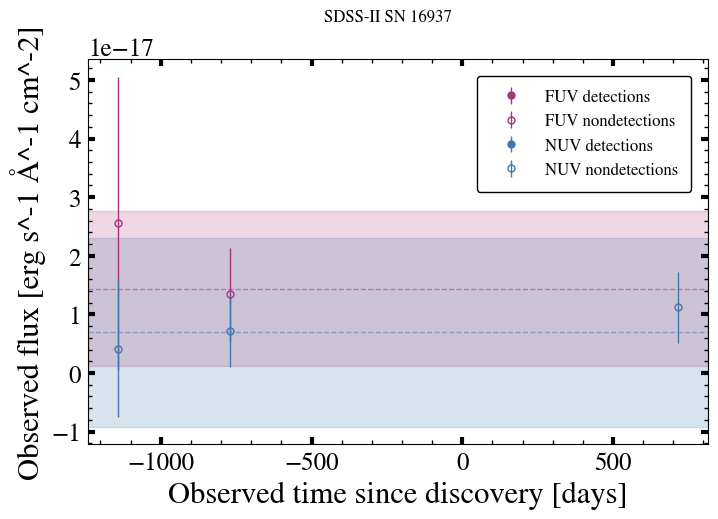 SDSS-II SN 16937
1e−17
Observed flux [erg s^-1 Å^-1 cm^-2]
5
4
3
2
1
0
−1
FUV detections
FUV nondetections
NUV detections
NUV nondetections
−1000 −500 0 500
Observed time since discovery [days]